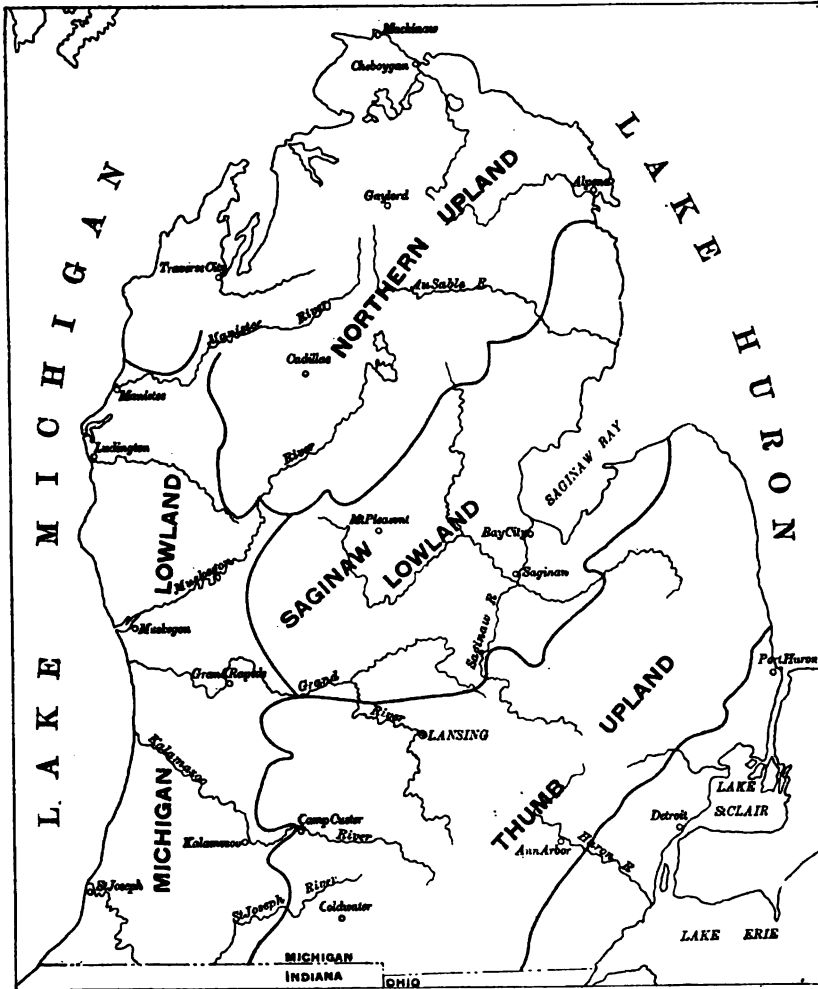 Mackinaw
Cheboygan
LAKE MICHIGAN
LAKE HURON
NORTHERN UPLAND
Gaylord
Alpena
Traverse City
Manistee River
Au Sable R
Cadillac
Manistee
Ludington
River
SAGINAW BAY
Mt Pleasant
Bay City
SAGINAW LOWLAND
Saginaw
MICHIGAN LOWLAND
Muskegon
Muskegon
Saginaw R
Grand Rapids
Grand River
Port Huron
LANSING
THUMB UPLAND
Kalamazoo
LAKE
St CLAIR
Camp Custer
Detroit
Kalamazoo
River
Ann Arbor
Huron R
St Joseph
St Joseph River
Colchester
LAKE ERIE
MICHIGAN
INDIANA
OHIO